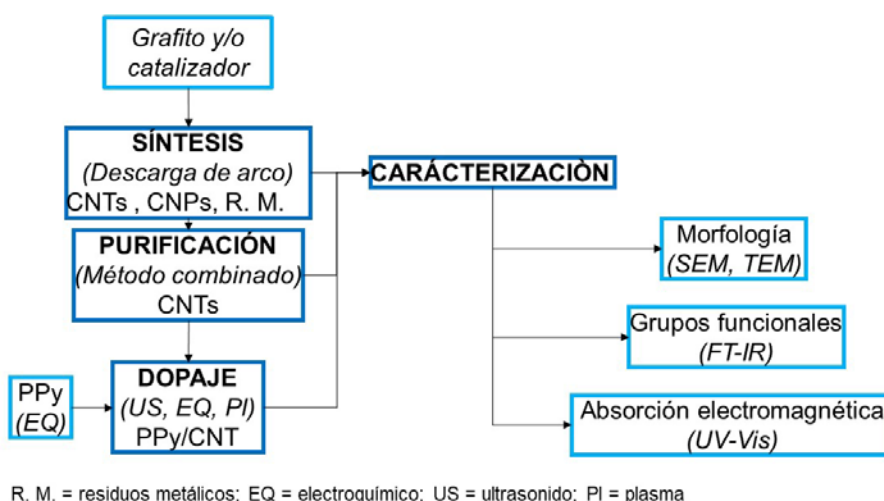 Grafito y/o
catalizador
SÍNTESIS
(Descarga de arco)
CNTs , CNPs, R. M.
PURIFICACIÓN
(Método combinado)
CNTs
PPy
(EQ)
DOPAJE
(US, EQ, Pl)
PPy/CNT
CARÁCTERIZACIÒN
Morfología
(SEM, TEM)
Grupos funcionales
(FT-IR)
Absorción electromagnética
(UV-Vis)
R. M. = residuos metálicos; EQ = electroquímico; US = ultrasonido; Pl = plasma